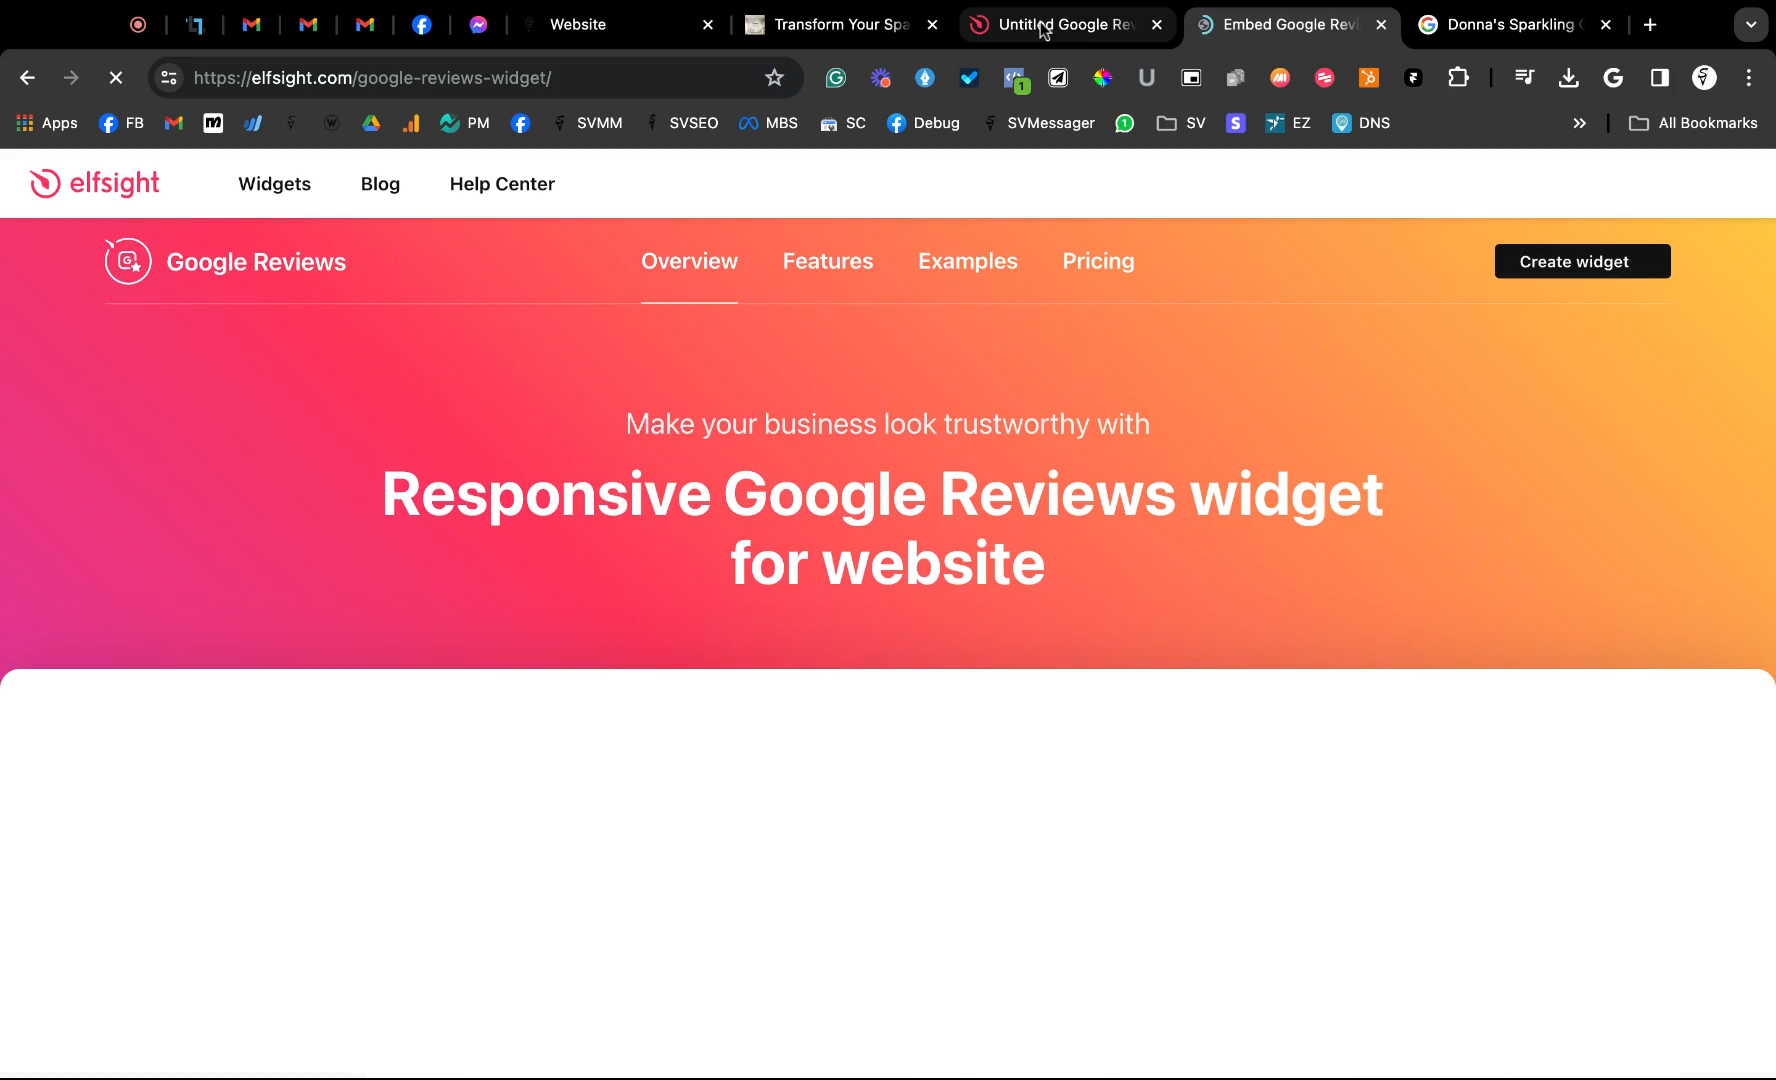 Website
Transform Your Spa
Untitled Google Rev
Embed Google Revi
Donna's Sparkling C
https://elfsight.com/google-reviews-widget/
1
Apps
FB
PM
SVMM
SVSEO
MBS
SC
Debug
SVMessager
1
SV
S
EZ
DNS
All Bookmarks
elfsight
Widgets
Blog
Help Center
Google Reviews
Overview
Features
Examples
Pricing
Create widget
Make your business look trustworthy with
Responsive Google Reviews widget
for website